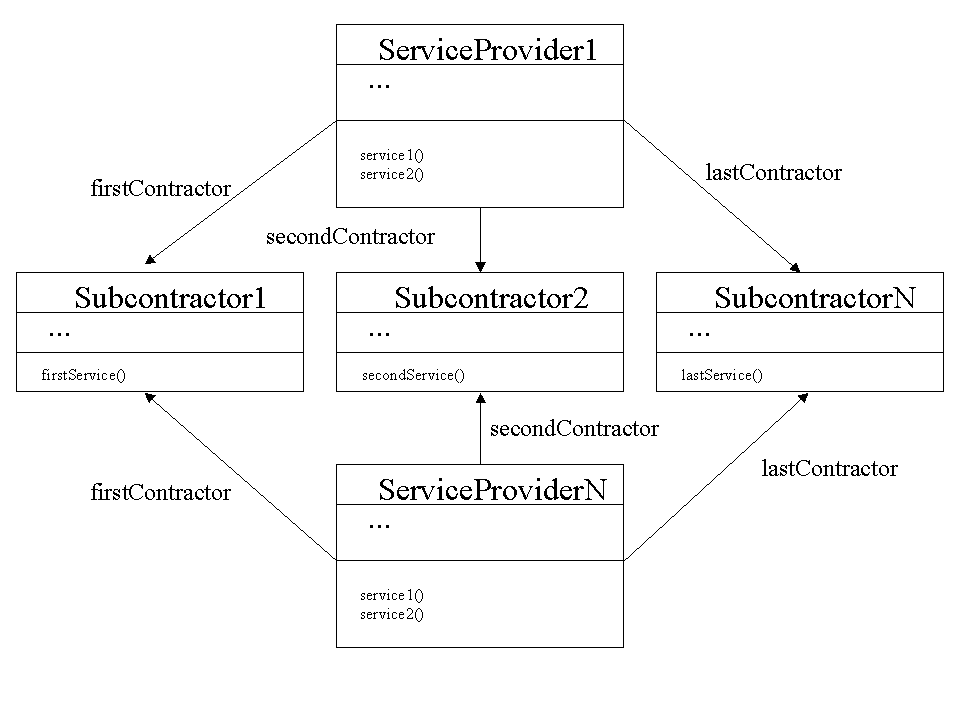 ServiceProvider1
...
service1()
service2()
firstContractor
lastContractor
secondContractor
Subcontractor1
...
firstService()
Subcontractor2
...
secondService()
SubcontractorN
...
lastService()
secondContractor
firstContractor
lastContractor
ServiceProviderN
...
service1()
service2()